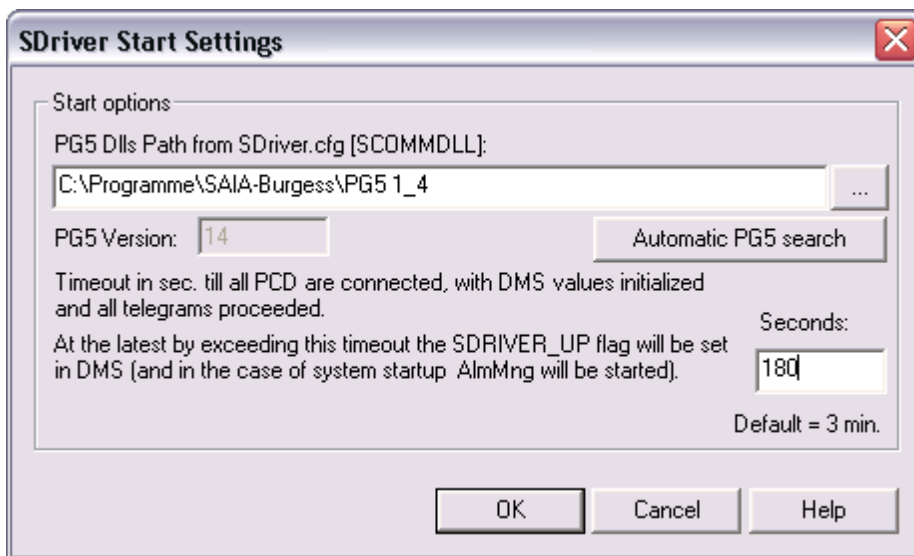 SDriver Start Settings
Start options
PG5 Dlls Path from SDriver.cfg [SCOMMDLL]:
C:\Programme\SAIA-Burgess\PG5 1_4
...
PG5 Version:
14
Automatic PG5 search
Timeout in sec. till all PCD are connected, with DMS values initialized
and all telegrams proceeded.
Seconds:
At the latest by exceeding this timeout the SDRIVER_UP flag will be set
in DMS (and in the case of system startup AlmMng will be started).
180
Default = 3 min.
OK
Cancel
Help